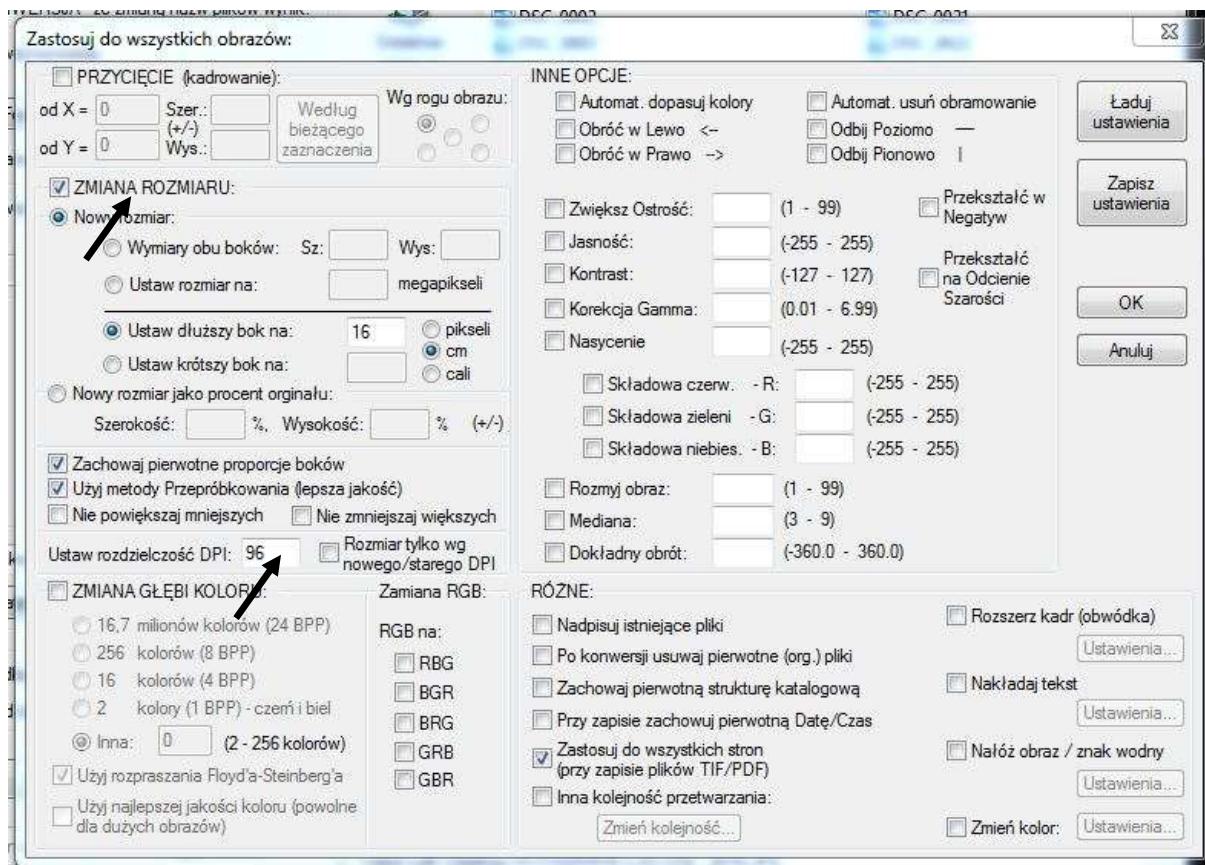 Zastosuj do wszystkich obrazów:
PRZYCIĘCIE (kadrowanie):
od X = 0 Szer.:
(+/-)
od Y = 0 Wys.:
Według
bieżącego
zaznaczenia
Wg rogu obrazu:
ZMIANA ROZMIARU:
Nowy rozmiar:
Wymiary obu boków: Sz: Wys:
Ustaw rozmiar na: megapikseli
Ustaw dłuższy bok na: 16 pikseli
cm
Ustaw krótszy bok na: cali
Nowy rozmiar jako procent orginału:
Szerokość: %, Wysokość: % (+/-)
Zachowaj pierwotne proporcje boków
Użyj metody Przepróbkowania (lepsza jakość)
Nie powiększaj mniejszych Nie zmniejszaj większych
Ustaw rozdzielczość DPI: 96 Rozmiar tylko wg
nowego/starego DPI
ZMIANA GŁĘBI KOLORU:
16,7 milionów kolorów (24 BPP)
256 kolorów (8 BPP)
16 kolorów (4 BPP)
2 kolory (1 BPP) - czerń i biel
Inna: 0 (2 - 256 kolorów)
Użyj rozpraszania Floyd'a-Steinberg'a
Użyj najlepszej jakości koloru (powolne
dla dużych obrazów)
Zamiana RGB:
RGB na:
RBG
BGR
BRG
GRB
GBR
INNE OPCJE:
Automat. dopasuj kolory Automat. usuń obramowanie
Obróć w Lewo <-- Odbij Poziomo —
Obróć w Prawo --> Odbij Pionowo |
Zwiększ Ostrość: (1 - 99)
Przekształć w
Negatyw
Jasność: (-255 - 255)
Kontrast: (-127 - 127)
Przekształć
na Odcienie
Szarości
Korekcja Gamma: (0.01 - 6.99)
Nasycenie (-255 - 255)
Składowa czerw. - R: (-255 - 255)
Składowa zieleni - G: (-255 - 255)
Składowa niebies. - B: (-255 - 255)
Rozmyj obraz: (1 - 99)
Mediana: (3 - 9)
Dokładny obrót: (-360.0 - 360.0)
RÓŻNE:
Nadpisuj istniejące pliki
Po konwersji usuwaj pierwotne (org.) pliki
Zachowaj pierwotną strukturę katalogową
Przy zapisie zachowuj pierwotną Datę/Czas
Zastosuj do wszystkich stron
(przy zapisie plików TIF/PDF)
Inna kolejność przetwarzania:
Zmień kolejność...
Rozszerz kadr (obwódka)
Ustawienia...
Nakładaj tekst
Ustawienia...
Nałóż obraz / znak wodny
Ustawienia...
Zmień kolor: Ustawienia...
Ładuj
ustawienia
Zapisz
ustawienia
OK
Anuluj